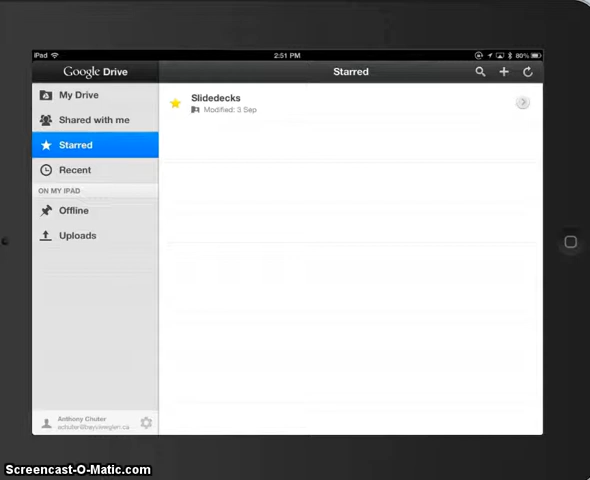 iPad 2:51 PM 80%
Google Drive Starred
My Drive
Shared with me
Starred
Recent
ON MY IPAD
Offline
Uploads
Slidedecks
Modified: 3 Sep
Anthony Chuter
Screencast-O-Matic.com